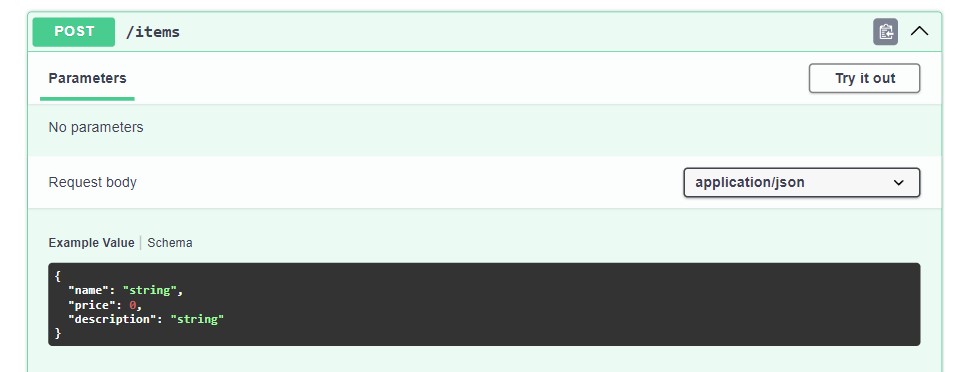 POST /items
Parameters Try it out
No parameters
Request body application/json
Example Value | Schema
{
  "name": "string",
  "price": 0,
  "description": "string"
}